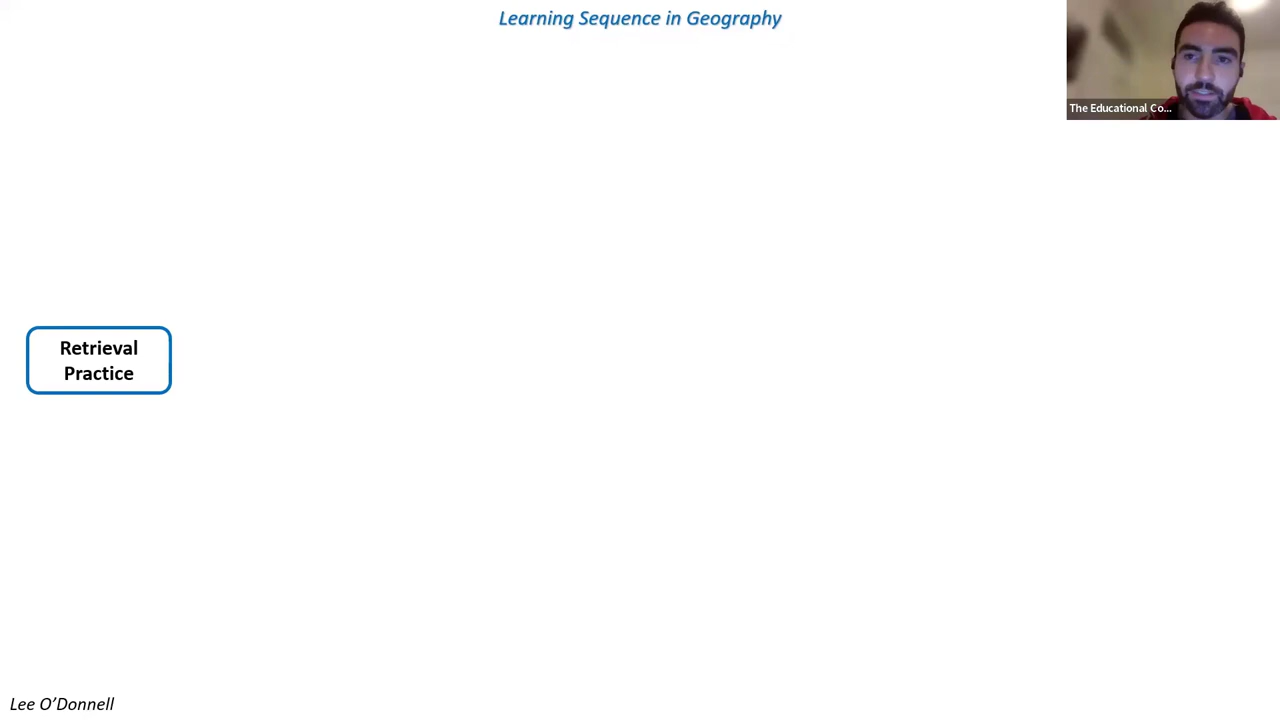 Learning Sequence in Geography
The Educational Co...
Retrieval
Practice
Lee O'Donnell